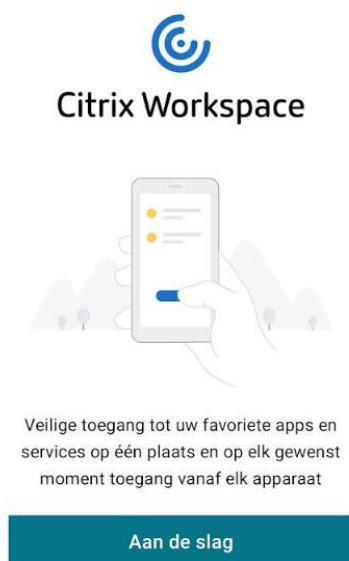 Citrix Workspace
Veilige toegang tot uw favoriete apps en
services op één plaats en op elk gewenst
moment toegang vanaf elk apparaat
Aan de slag